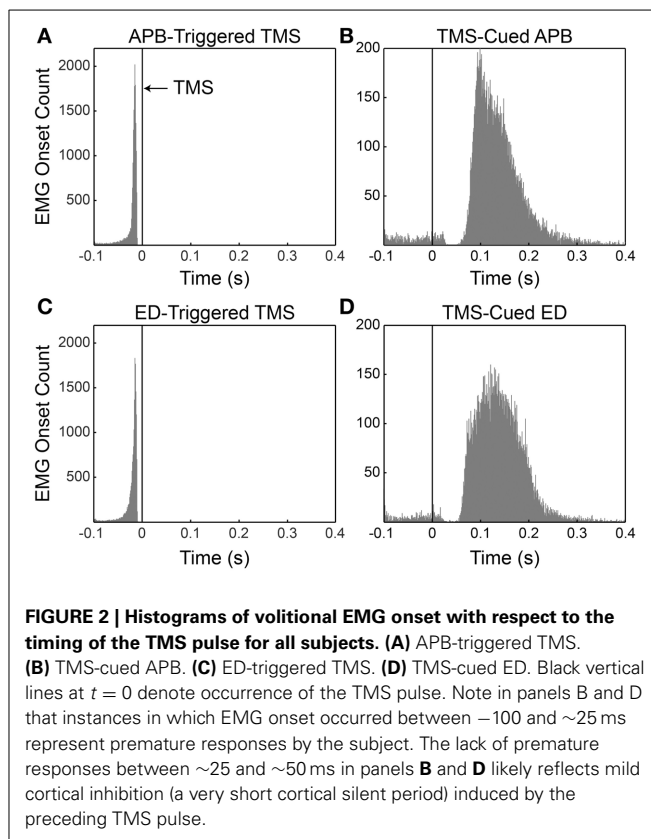 A
APB-Triggered TMS
B
TMS-Cued APB
EMG Onset Count
2000
1500
1000
500
TMS
-0.1 0 0.1 0.2 0.3 0.4
Time (s)
200
150
100
50
-0.1 0 0.1 0.2 0.3 0.4
Time (s)
C
ED-Triggered TMS
D
TMS-Cued ED
EMG Onset Count
2000
1500
1000
500
-0.1 0 0.1 0.2 0.3 0.4
Time (s)
200
150
100
50
-0.1 0 0.1 0.2 0.3 0.4
Time (s)
FIGURE 2 | Histograms of volitional EMG onset with respect to the
timing of the TMS pulse for all subjects. (A) APB-triggered TMS.
(B) TMS-cued APB. (C) ED-triggered TMS. (D) TMS-cued ED. Black vertical
lines at t = 0 denote occurrence of the TMS pulse. Note in panels B and D
that instances in which EMG onset occurred between −100 and ∼25 ms
represent premature responses by the subject. The lack of premature
responses between ∼25 and ∼50 ms in panels B and D likely reflects mild
cortical inhibition (a very short cortical silent period) induced by the
preceding TMS pulse.